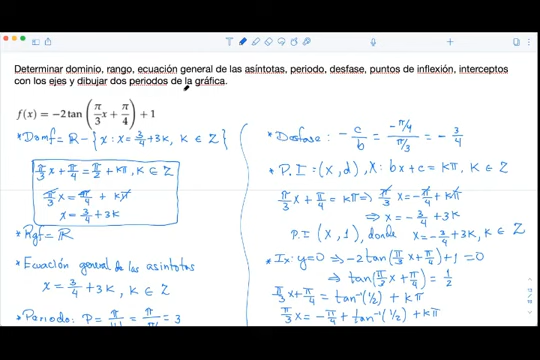 Determinar dominio, rango, ecuación general de las asíntotas, periodo, desfase, puntos de inflexión, interceptos
con los ejes y dibujar dos periodos de la gráfica.
f(x) = −2 tan (π/3 x + π/4) + 1
* Dom f = ℝ − {x : x = 3/4 + 3k, k ∈ ℤ}
π/3 x + π/4 = π/2 + kπ, k ∈ ℤ
π/3 x = π/4 + kπ
x = 3/4 + 3k
* Rgf = ℝ
* Ecuación general de las asintotas
x = 3/4 + 3k, k ∈ ℤ
* Periodo: P = π/|b| = π/π/3 = 3
* Desfase: − c/b = −π/4 / π/3 = − 3/4
* P.I = (x, d), x: bx + c = kπ, k ∈ ℤ
π/3 x + π/4 = kπ ⇒ π/3 x = −π/4 + kπ
⇒ x = − 3/4 + 3k
P.I (x, 1), donde x = −3/4 + 3k, k ∈ ℤ
* Ix: y=0 ⇒ −2 tan(π/3 x + π/4) + 1 = 0
⇒ tan(π/3 x + π/4) = 1/2
π/3 x + π/4 = tan⁻¹(1/2) + kπ
π/3 x = −π/4 + tan⁻¹(1/2) + kπ